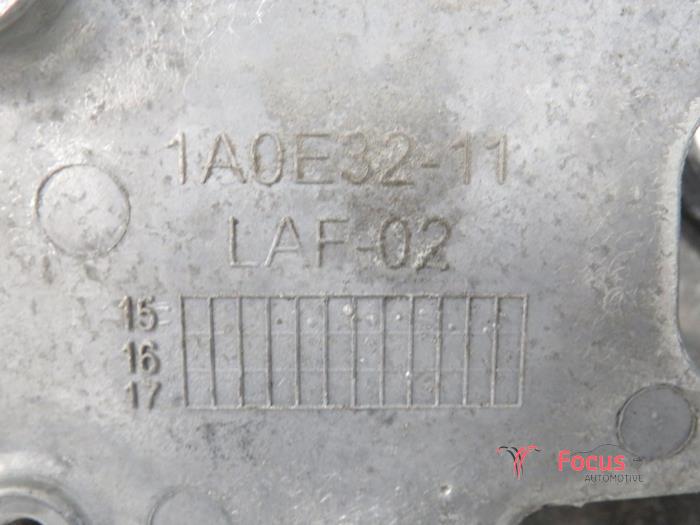 1A0E32-11
LAF-02
15
16
17
Focus
AUTOMOTIVE